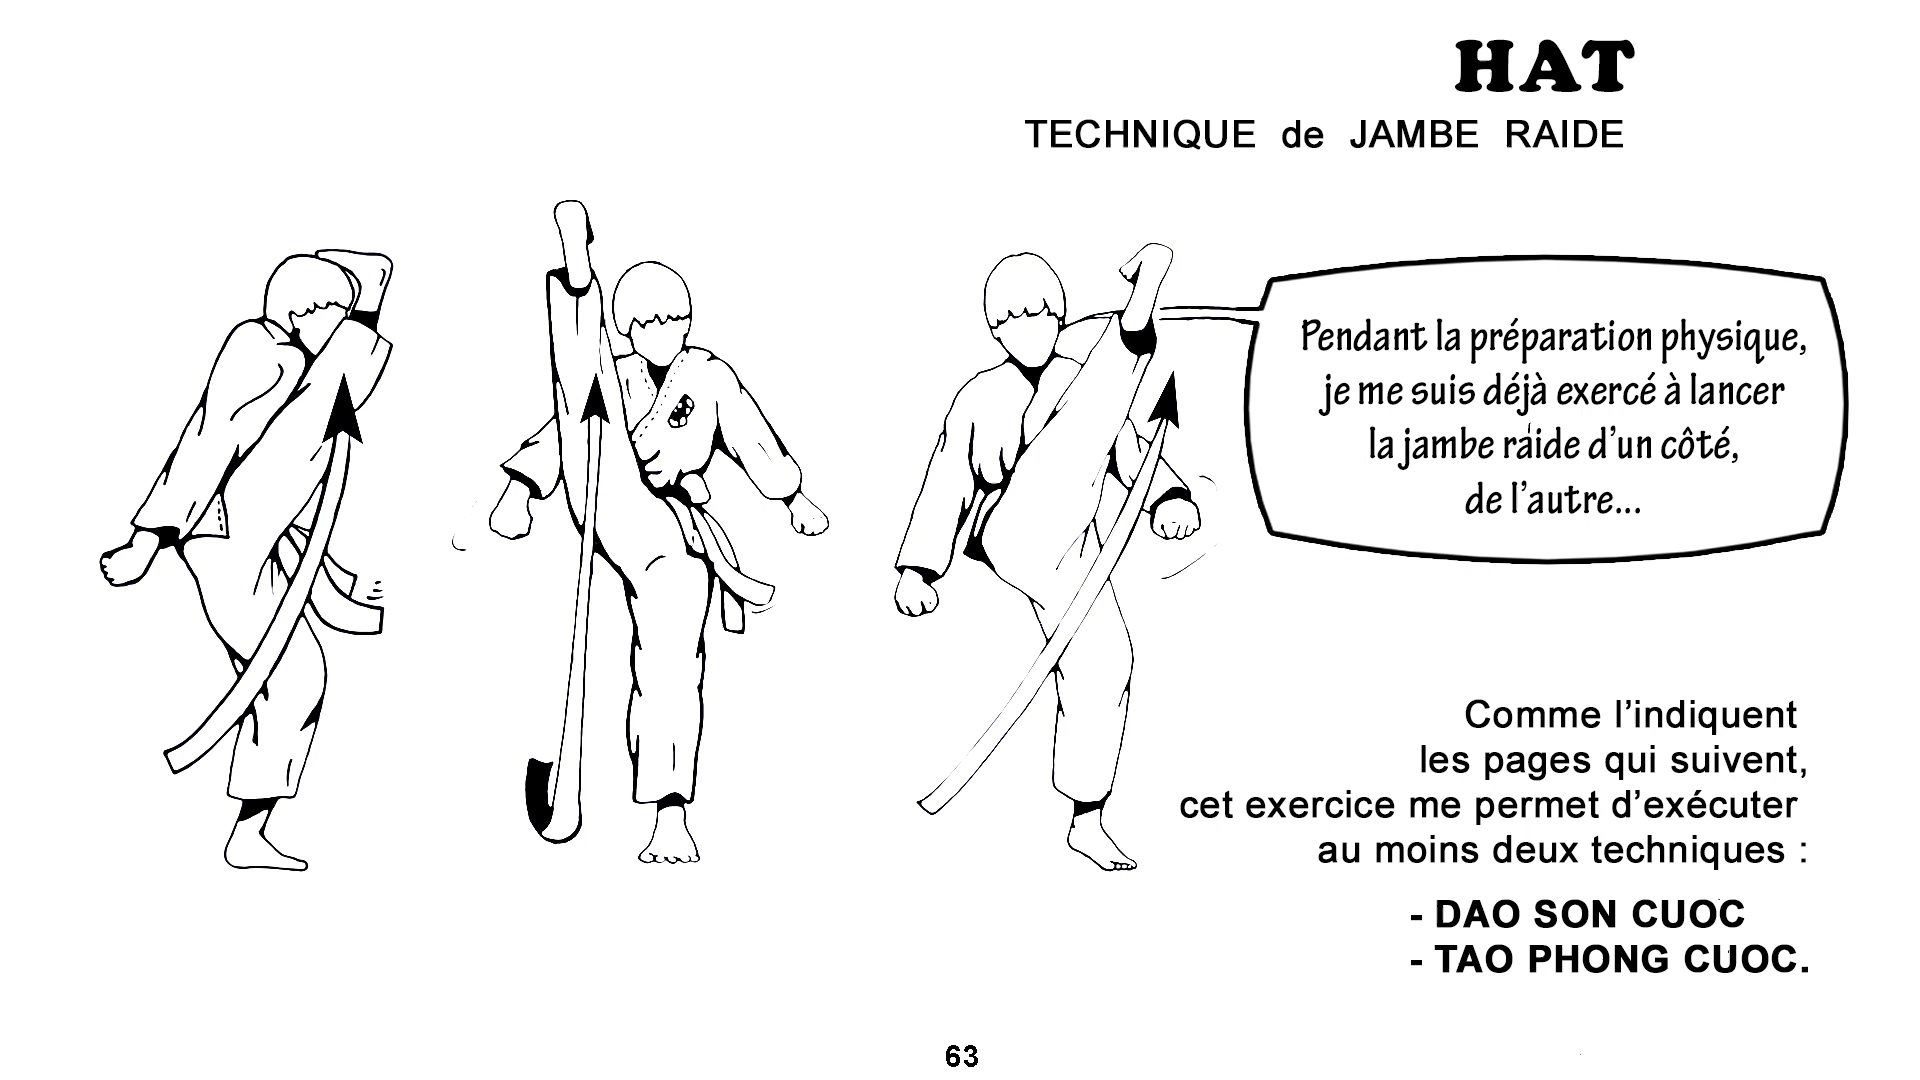 HAT
TECHNIQUE de JAMBE RAIDE
Pendant la préparation physique,
je me suis déjà exercé à lancer
la jambe raide d'un côté,
de l'autre...
Comme l'indiquent
les pages qui suivent,
cet exercice me permet d'exécuter
au moins deux techniques :
- DAO SON CUOC
- TAO PHONG CUOC.
63